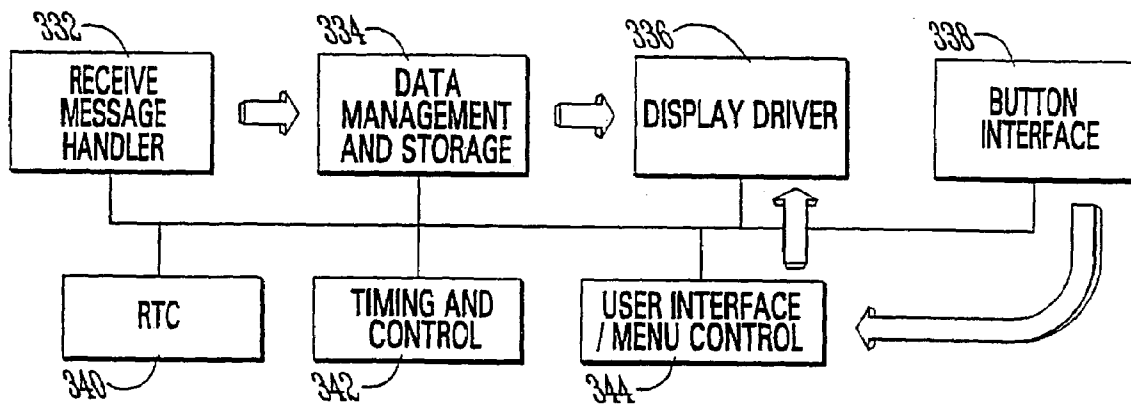 332
RECEIVE
MESSAGE
HANDLER
334
DATA
MANAGEMENT
AND STORAGE
336
DISPLAY DRIVER
338
BUTTON
INTERFACE
RTC
340
TIMING AND
CONTROL
342
USER INTERFACE
/ MENU CONTROL
344